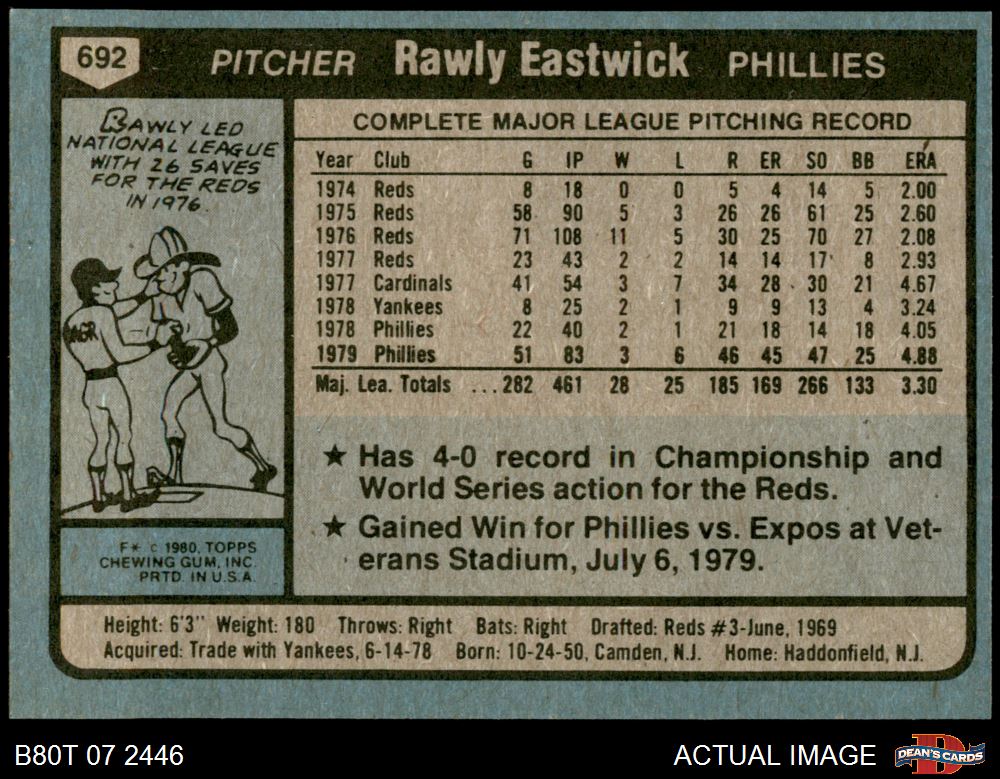 692 PITCHER Rawly Eastwick PHILLIES
RAWLY LED
NATIONAL LEAGUE
WITH 26 SAVES
FOR THE REDS
IN 1976.
MGR
F* © 1980, TOPPS
CHEWING GUM, INC.
PRTD. IN U.S.A.
COMPLETE MAJOR LEAGUE PITCHING RECORD
Year Club G IP W L R ER SO BB ERA
1974 Reds 8 18 0 0 5 4 14 5 2.00
1975 Reds 58 90 5 3 26 26 61 25 2.60
1976 Reds 71 108 11 5 30 25 70 27 2.08
1977 Reds 23 43 2 2 14 14 17 8 2.93
1977 Cardinals 41 54 3 7 34 28 30 21 4.67
1978 Yankees 8 25 2 1 9 9 13 4 3.24
1978 Phillies 22 40 2 1 21 18 14 18 4.05
1979 Phillies 51 83 3 6 46 45 47 25 4.88
Maj. Lea. Totals ...282 461 28 25 185 169 266 133 3.30
★ Has 4-0 record in Championship and
World Series action for the Reds.
★ Gained Win for Phillies vs. Expos at Vet-
erans Stadium, July 6, 1979.
Height: 6'3" Weight: 180 Throws: Right Bats: Right Drafted: Reds #3-June, 1969
Acquired: Trade with Yankees, 6-14-78 Born: 10-24-50, Camden, N.J. Home: Haddonfield, N.J.
B80T 07 2446 ACTUAL IMAGE DEAN'S CARDS